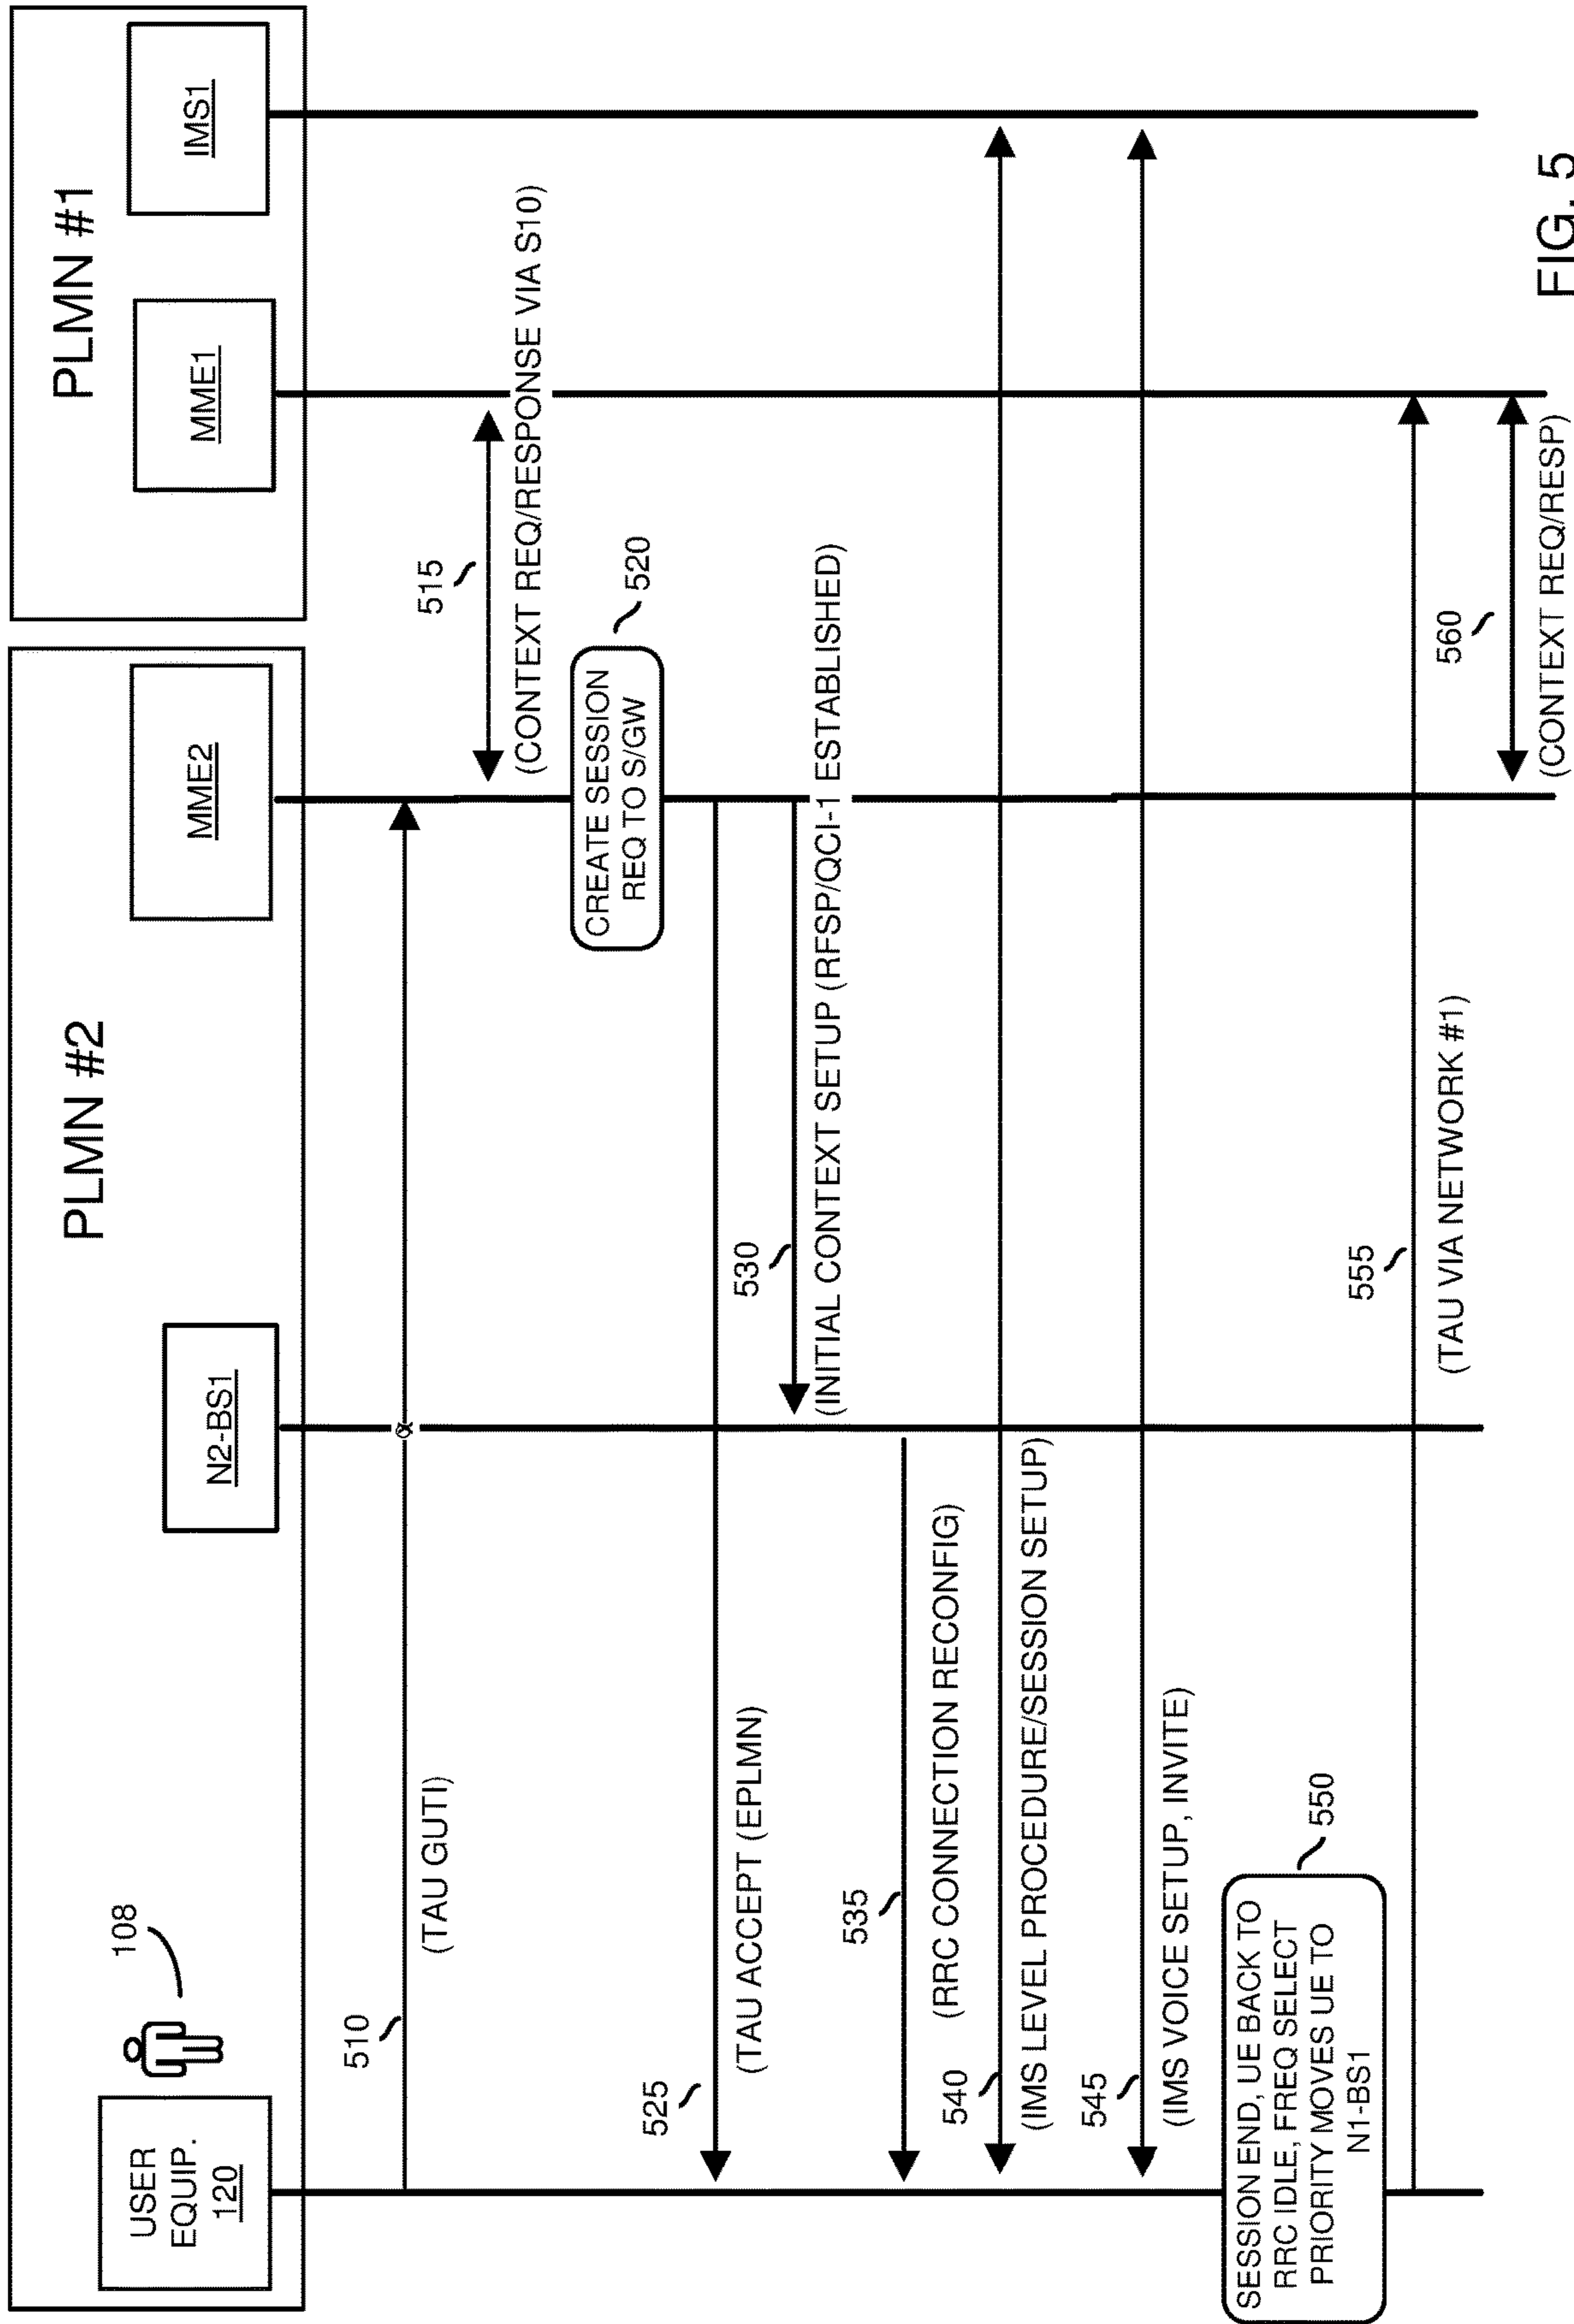 PLMN #2
PLMN #1
USER
EQUIP.
120
108
N2-BS1
MME2
MME1
IMS1
510
(TAU GUTI)
515
(CONTEXT REQ/RESPONSE VIA S10)
CREATE SESSION
REQ TO S/GW
520
525
(TAU ACCEPT (EPLMN)
530
(INITIAL CONTEXT SETUP (RFSP/QCI-1 ESTABLISHED)
535
(RRC CONNECTION RECONFIG)
540
(IMS LEVEL PROCEDURE/SESSION SETUP)
545
(IMS VOICE SETUP, INVITE)
SESSION END, UE BACK TO
RRC IDLE, FREQ SELECT
PRIORITY MOVES UE TO
N1-BS1
550
555
(TAU VIA NETWORK #1)
560
(CONTEXT REQ/RESP)
FIG. 5